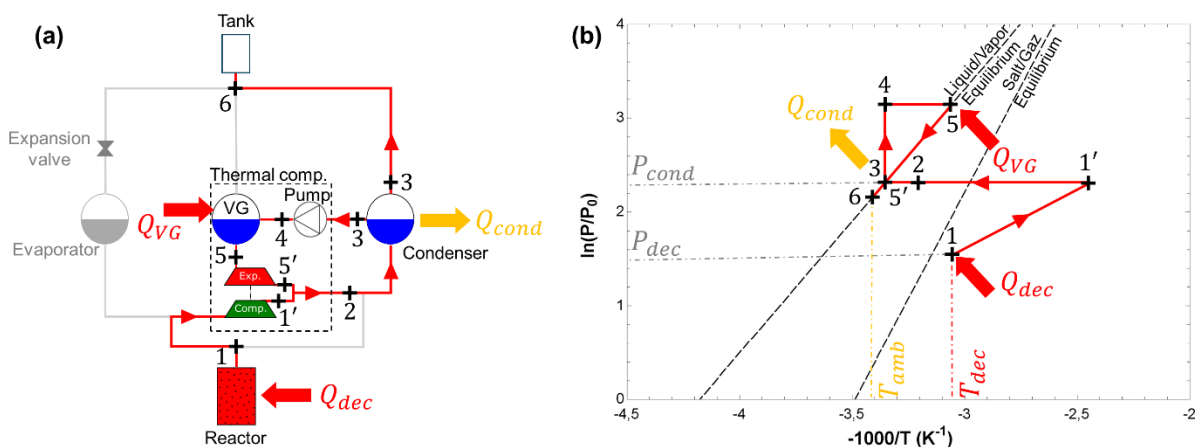 (a)
Tank
6
Expansion
valve
Thermal comp.
3
VG
Pump
Q_VG
4
3
Q_cond
Evaporator
Condenser
5
Exp.
5′
Comp.
1′
2
1
Q_dec
Reactor
(b)
ln(P/P₀)
4
3
2
1
0
Liquid/Vapor
Equilibrium
Salt/Gaz
Equilibrium
4
5
Q_cond
Q_VG
P_cond
3
2
1′
6
5′
P_dec
1
Q_dec
T_amb
T_dec
-4,5
-4
-3,5
-3
-2,5
-2
-1000/T (K⁻¹)